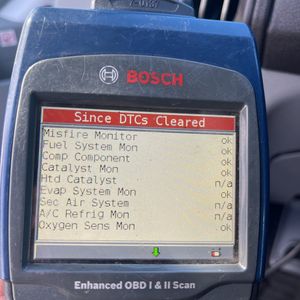 BOSCH
Since DTCs Cleared
Misfire Monitor ok
Fuel System Mon ok
Comp Component ok
Catalyst Mon ok
Htd Catalyst n/a
Evap System Mon ok
Sec Air System n/a
A/C Refrig Mon n/a
Oxygen Sens Mon ok
Enhanced OBD I & II Scan